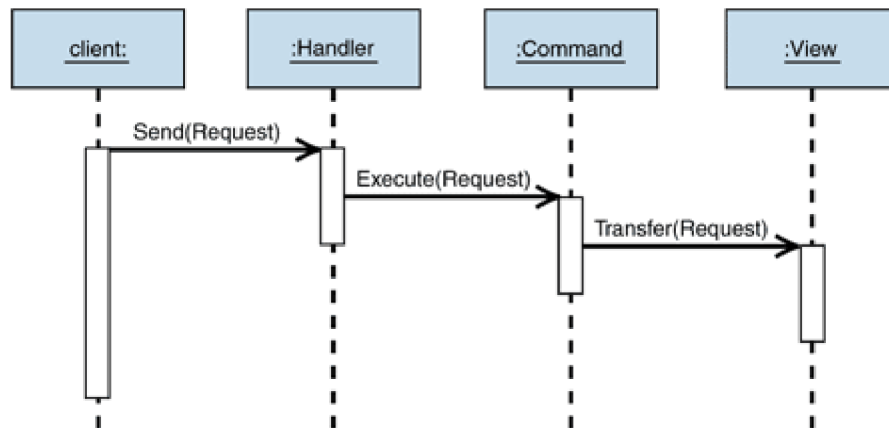 client:
:Handler
:Command
:View
Send(Request)
Execute(Request)
Transfer(Request)